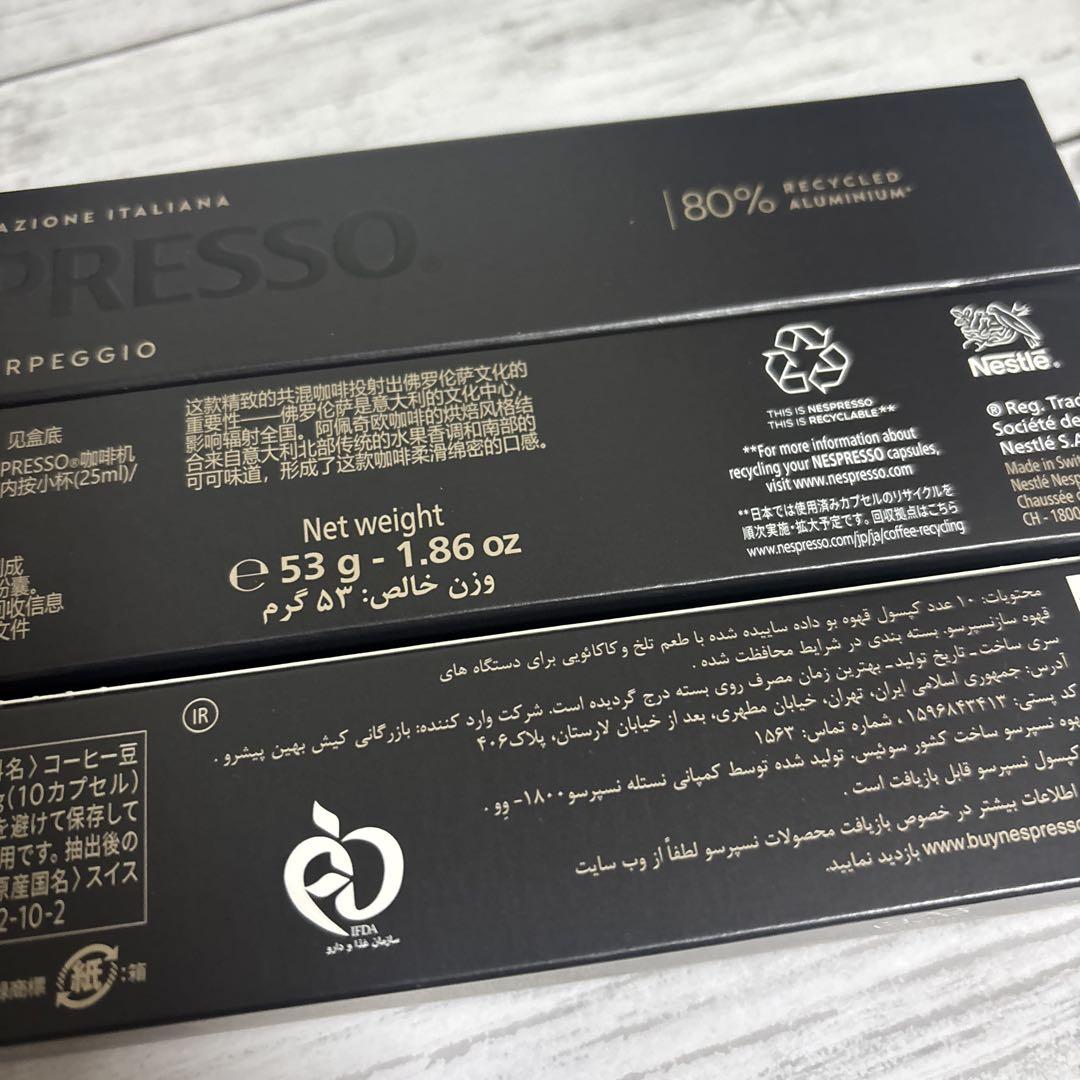 AZIONE ITALIANA
PRESSO®
RPEGGIO
80% RECYCLED
ALUMINIUM*
见盒底
PRESSO®咖啡机
内按小杯(25ml)/
制成
粉囊。
回收信息
文件
这款精致的共混咖啡投射出佛罗伦萨文化的
重要性——佛罗伦萨是意大利的文化中心，
影响辐射全国。阿佩奇欧咖啡的烘焙风格结
合来自意大利北部传统的水果香调和南部的
可可味道，形成了这款咖啡柔滑绵密的口感。
Net weight
℮ 53 g - 1.86 oz
وزن خالص: ۵۳ گرم
THIS IS NESPRESSO
THIS IS RECYCLABLE**
**For more information about
recycling your NESPRESSO capsules,
visit www.nespresso.com
**日本では使用済みカプセルのリサイクルを
順次実施・拡大予定です。回収拠点はこちら
www.nespresso.com/jp/ja/coffee-recycling
Nestlé®
® Reg. Trad
Société de
Nestlé S.A
Made in Swit
Nestlé Nesp
Chaussée d
CH - 1800
محتویات: ۱۰ عدد کپسول قهوه بو داده ساییده شده با طعم تلخ و کاکائویی برای دستگاه های
قهوه سازنسپرسو. بسته بندی در شرایط محافظت شده .
سری ساخت - تاریخ تولید - بهترین زمان مصرف روی بسته درج گردیده است. شرکت وارد کننده: بازرگانی کیش بهین پیشرو .
آدرس: جمهوری اسلامی ایران، تهران، خیابان مطهری، بعد از خیابان لارستان، پلاک۴۰۶
کد پستی: ۱۵۹۶۸۴۳۴۱۳ ، شماره تماس: ۱۵۶۳
قهوه نسپرسو ساخت کشور سوئیس. تولید شده توسط کمپانی نستله نسپرسو ۱۸۰۰- وِوِ .
کپسول نسپرسو قابل بازیافت است .
اطلاعات بیشتر در خصوص بازیافت محصولات نسپرسو لطفاً از وب سایت
www.buynespresso بازدید نمایید.
IR
IFDA
سازمان غذا و دارو
名〉コーヒー豆
g(10カプセル)
を避けて保存して
用です。抽出後の
原産国名〉スイス
2-10-2
錄商標 紙:箱